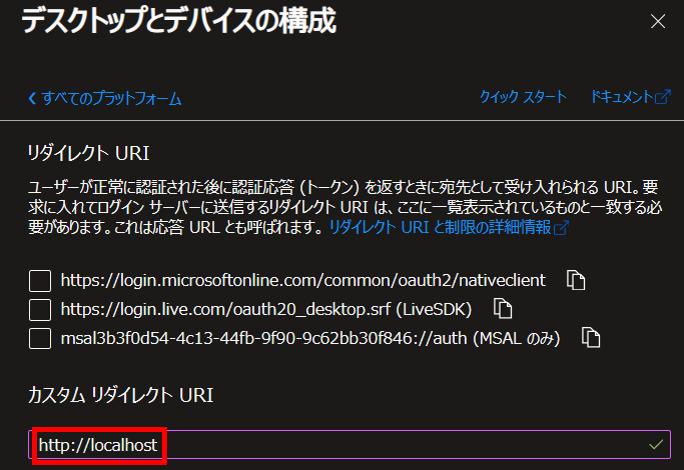 デスクトップとデバイスの構成
すべてのプラットフォーム
クイック スタート
ドキュメント
リダイレクト URI
ユーザーが正常に認証された後に認証応答 (トークン) を返すときに宛先として受け入れられる URI。要
求に入れてログイン サーバーに送信するリダイレクト URI は、ここに一覧表示されているものと一致する必
要があります。これは応答 URL とも呼ばれます。 リダイレクト URI と制限の詳細情報
https://login.microsoftonline.com/common/oauth2/nativeclient
https://login.live.com/oauth20_desktop.srf (LiveSDK)
msal3b3f0d54-4c13-44fb-9f90-9c62bb30f846://auth (MSAL のみ)
カスタム リダイレクト URI
http://localhost